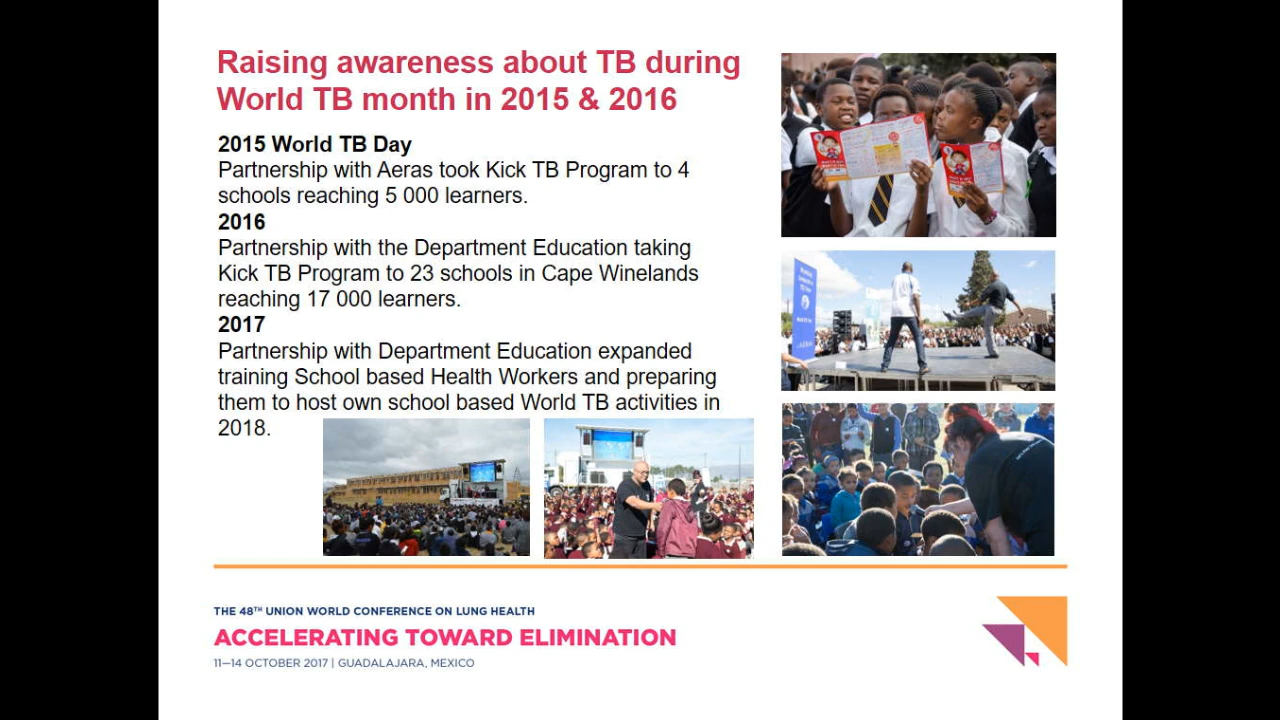 Raising awareness about TB during
World TB month in 2015 & 2016
2015 World TB Day
Partnership with Aeras took Kick TB Program to 4
schools reaching 5 000 learners.
2016
Partnership with the Department Education taking
Kick TB Program to 23 schools in Cape Winelands
reaching 17 000 learners.
2017
Partnership with Department Education expanded
training School based Health Workers and preparing
them to host own school based World TB activities in
2018.
THE 48TH UNION WORLD CONFERENCE ON LUNG HEALTH
ACCELERATING TOWARD ELIMINATION
11–14 OCTOBER 2017 | GUADALAJARA, MEXICO